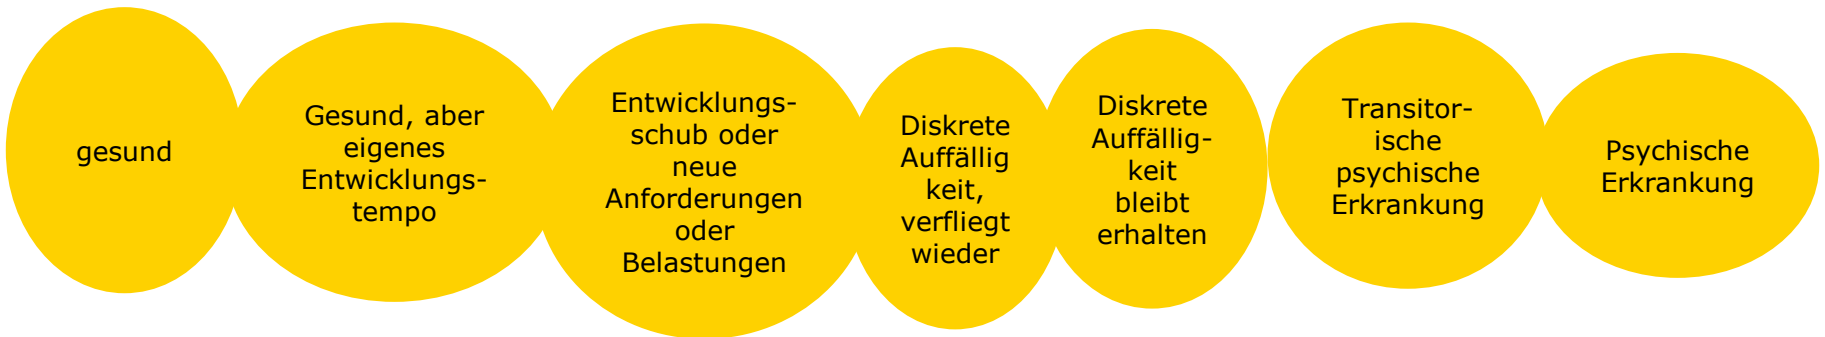 gesund
Gesund, aber
eigenes
Entwicklungs-
tempo
Entwicklungs-
schub oder
neue
Anforderungen
oder
Belastungen
Diskrete
Auffällig
keit,
verfliegt
wieder
Diskrete
Auffällig-
keit
bleibt
erhalten
Transitor-
ische
psychische
Erkrankung
Psychische
Erkrankung